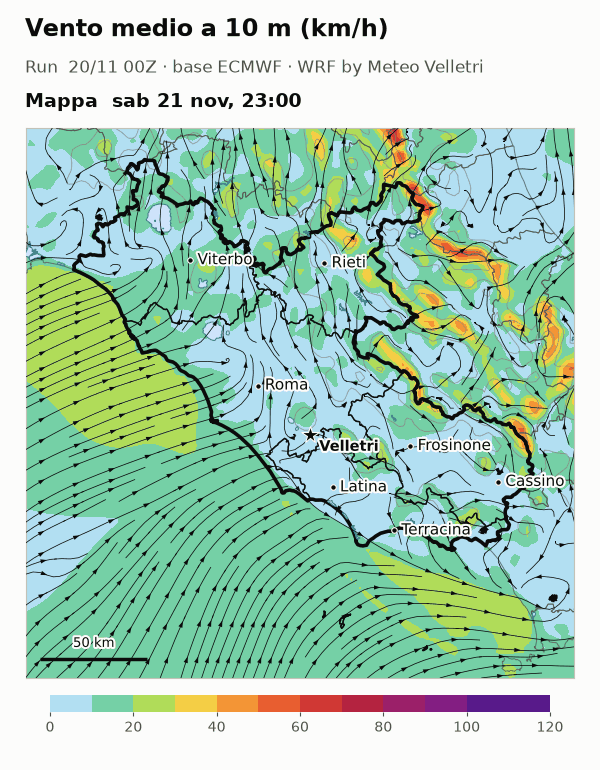 Vento medio a 10 m (km/h)
Run  20/11 00Z · base ECMWF · WRF by Meteo Velletri
Mappa  sab 21 nov, 23:00
Viterbo
Rieti
Roma
Velletri
Frosinone
Cassino
Latina
Terracina
50 km
0 20 40 60 80 100 120